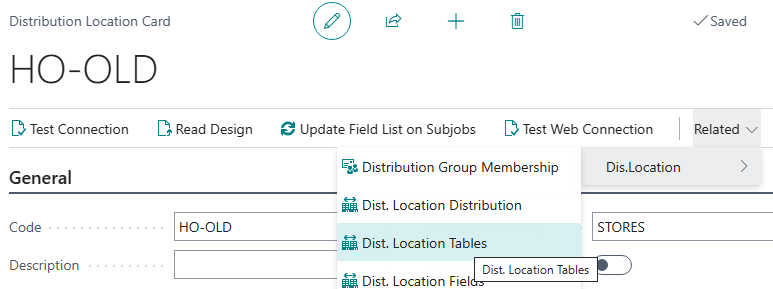 Distribution Location Card
Saved
HO-OLD
Test Connection Read Design Update Field List on Subjobs Test Web Connection Related
Distribution Group Membership Dis.Location
General
Dist. Location Distribution
Code HO-OLD STORES
Dist. Location Tables
Description Dist. Location Fields
Dist. Location Tables